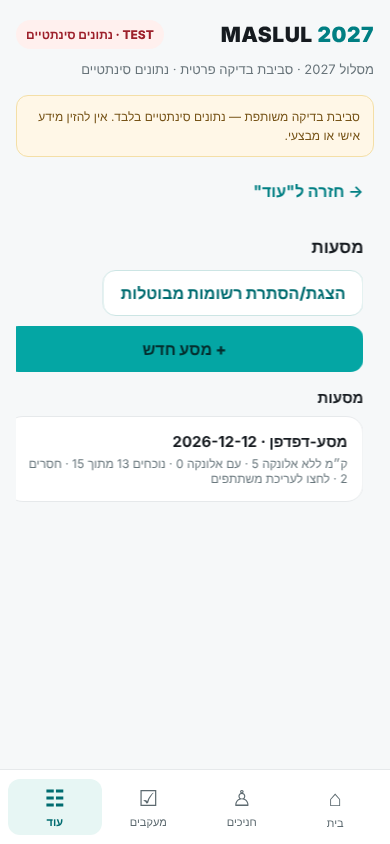 MASLUL 2027
TEST · נתונים סינתטיים
מסלול 2027 · סביבת בדיקה פרטית · נתונים סינתטיים
סביבת בדיקה משותפת — נתונים סינתטיים בלבד. אין להזין מידע
אישי או מבצעי.
→ חזרה ל"עוד"
מסעות
הצגת/הסתרת רשומות מבוטלות
+ מסע חדש
מסעות
מסע-דפדפן · 2026-12-12
ק״מ ללא אלונקה 5 · עם אלונקה 0 · נוכחים 13 מתוך 15 · חסרים
2 · לחצו לעריכת משתתפים
בית
חניכים
מעקבים
עוד